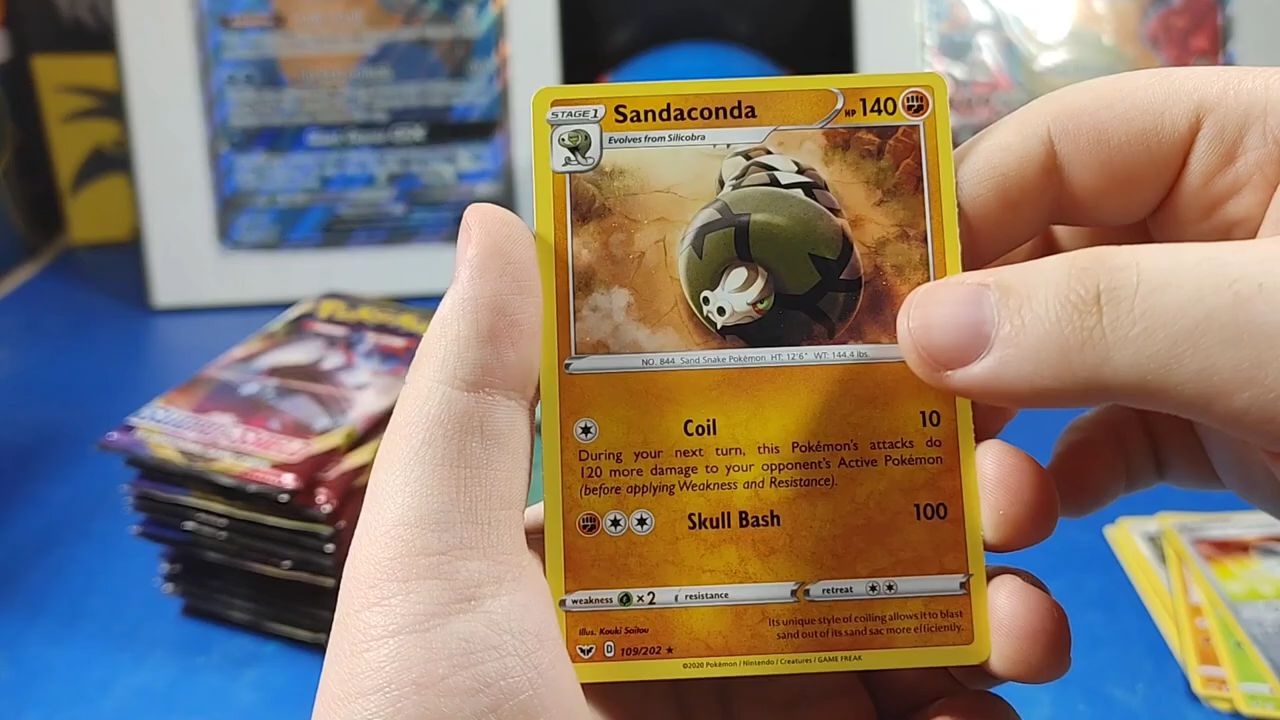 STAGE 1 Sandaconda HP 140
Evolves from Silicobra
NO. 844 Sand Snake Pokémon HT: 12'6" WT: 144.4 lbs.
Coil 10
During your next turn, this Pokémon's attacks do
120 more damage to your opponent's Active Pokémon
(before applying Weakness and Resistance).
Skull Bash 100
weakness ×2 resistance retreat
Its unique style of coiling allows it to blast
sand out of its sand sac more efficiently.
Illus. Kouki Saitou
D 109/202 ★
©2020 Pokémon / Nintendo / Creatures / GAME FREAK